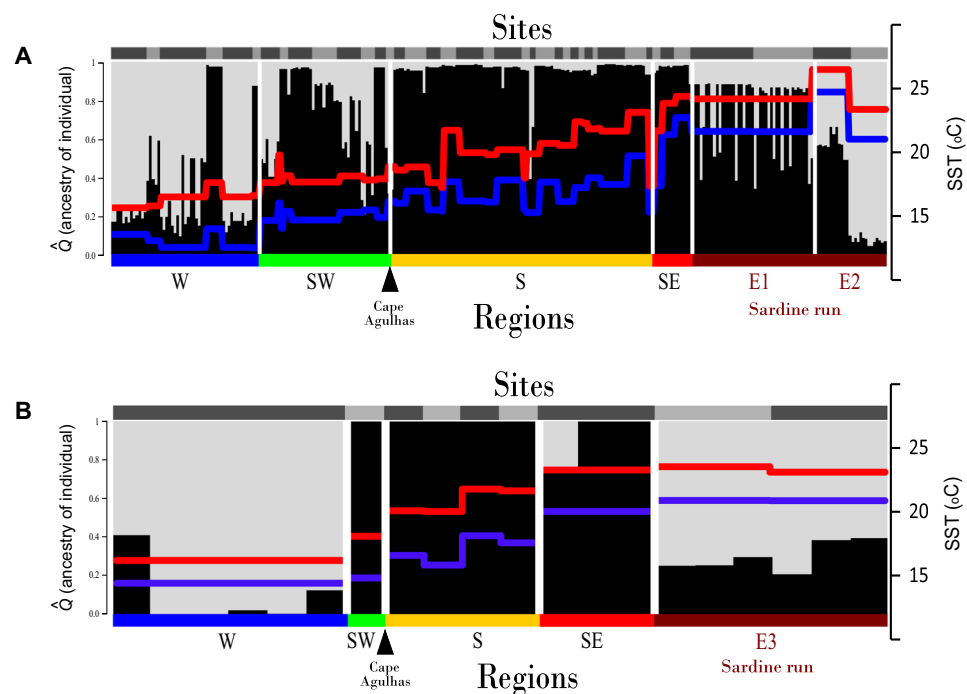 Sites
A
1
0.8
0.6
0.4
0.2
0.0
Q̂ (ancestry of individual)
25
20
15
SST (oC)
W
SW
S
SE
E1
E2
Cape
Agulhas
Regions
Sardine run
Sites
B
1
0.8
0.6
0.4
0.2
0.0
Q̂ (ancestry of individual)
25
20
15
SST (oC)
W
SW
S
SE
E3
Cape
Agulhas
Regions
Sardine run